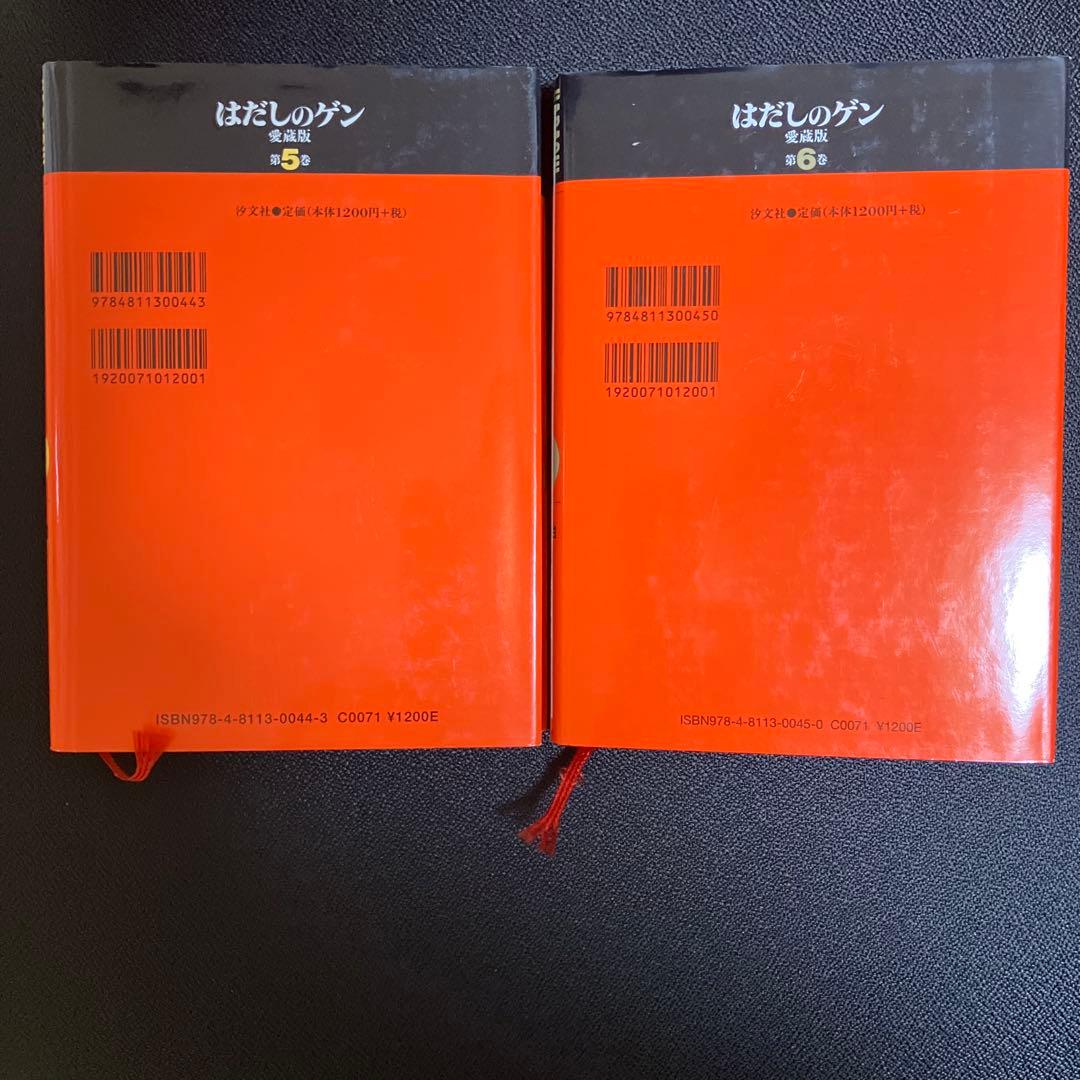 はだしのゲン
愛蔵版
第5巻
汐文社●定価(本体1200円+税)
9784811300443
1920071012001
ISBN978-4-8113-0044-3 C0071 ¥1200E
はだしのゲン
愛蔵版
第6巻
汐文社●定価(本体1200円+税)
9784811300450
1920071012001
ISBN978-4-8113-0045-0 C0071 ¥1200E